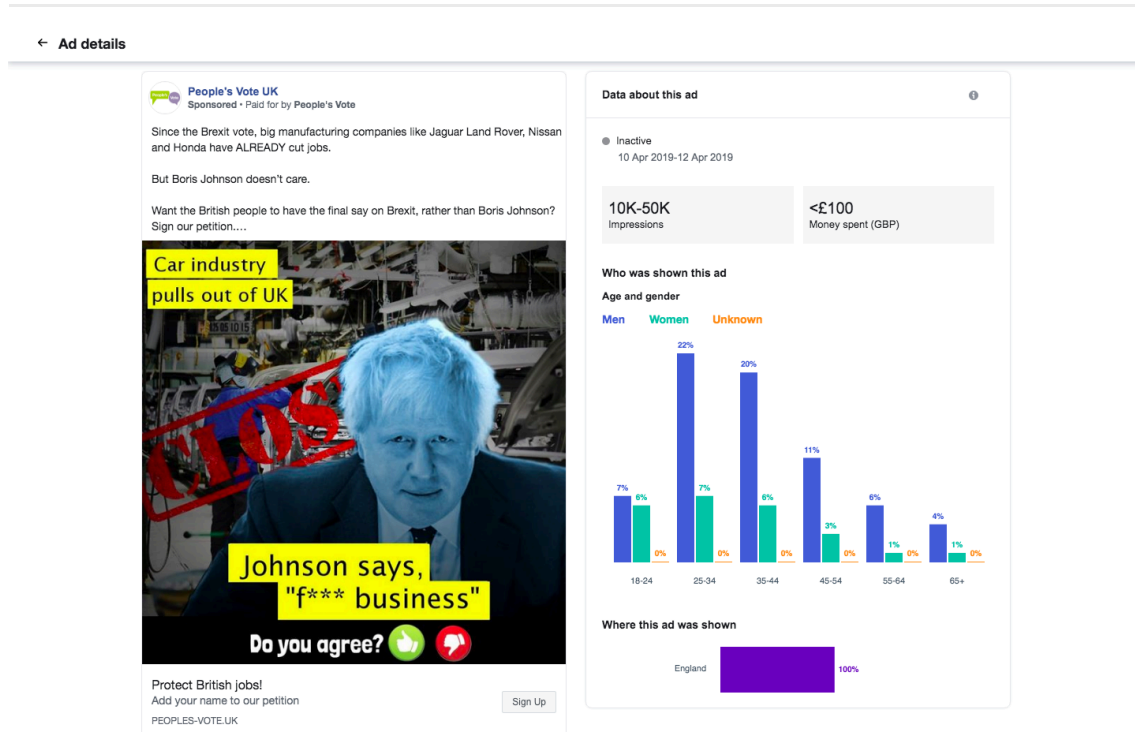 ← Ad details
People's Vote UK
Sponsored • Paid for by People's Vote
Since the Brexit vote, big manufacturing companies like Jaguar Land Rover, Nissan
and Honda have ALREADY cut jobs.
But Boris Johnson doesn't care.
Want the British people to have the final say on Brexit, rather than Boris Johnson?
Sign our petition....
Car industry
pulls out of UK
CLOS
Johnson says,
"f*** business"
Do you agree?
Protect British jobs!
Add your name to our petition
PEOPLES-VOTE.UK
Sign Up
Data about this ad
Inactive
10 Apr 2019-12 Apr 2019
10K-50K
Impressions
<£100
Money spent (GBP)
Who was shown this ad
Age and gender
Men Women Unknown
7% 6% 0%
22% 7% 0%
20% 6% 0%
11% 3% 0%
6% 1% 0%
4% 1% 0%
18-24 25-34 35-44 45-54 55-64 65+
Where this ad was shown
England 100%